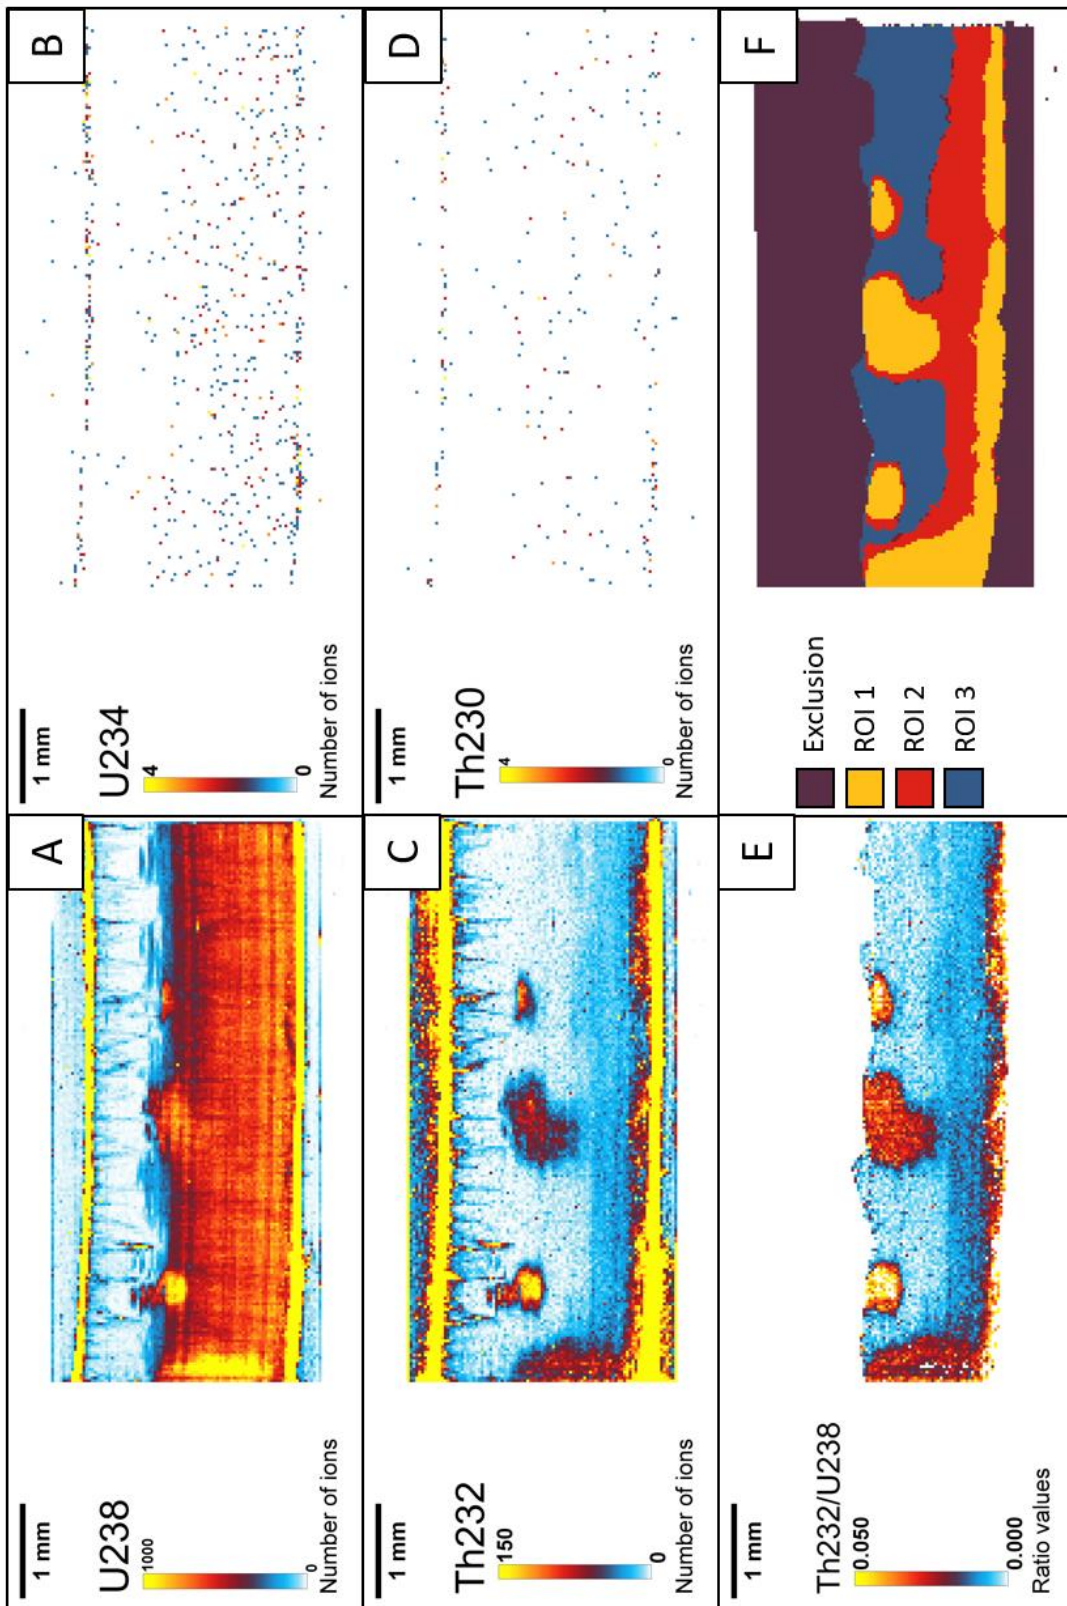 A
1 mm
U238
1000
0
Number of ions
B
1 mm
U234
4
0
Number of ions
C
1 mm
Th232
150
0
Number of ions
D
1 mm
Th230
4
0
Number of ions
E
1 mm
Th232/U238
0.050
0.000
Ratio values
F
Exclusion
ROI 1
ROI 2
ROI 3